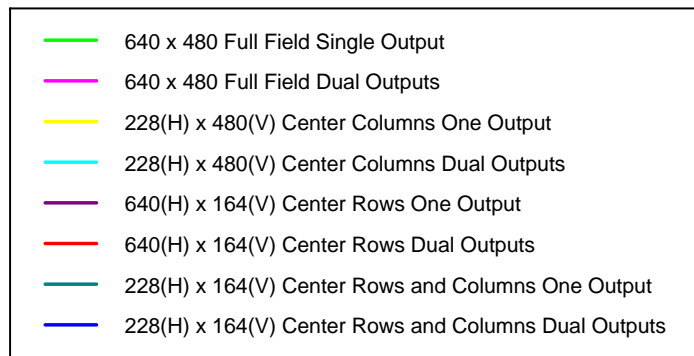 640 x 480 Full Field Single Output
640 x 480 Full Field Dual Outputs
228(H) x 480(V) Center Columns One Output
228(H) x 480(V) Center Columns Dual Outputs
640(H) x 164(V) Center Rows One Output
640(H) x 164(V) Center Rows Dual Outputs
228(H) x 164(V) Center Rows and Columns One Output
228(H) x 164(V) Center Rows and Columns Dual Outputs